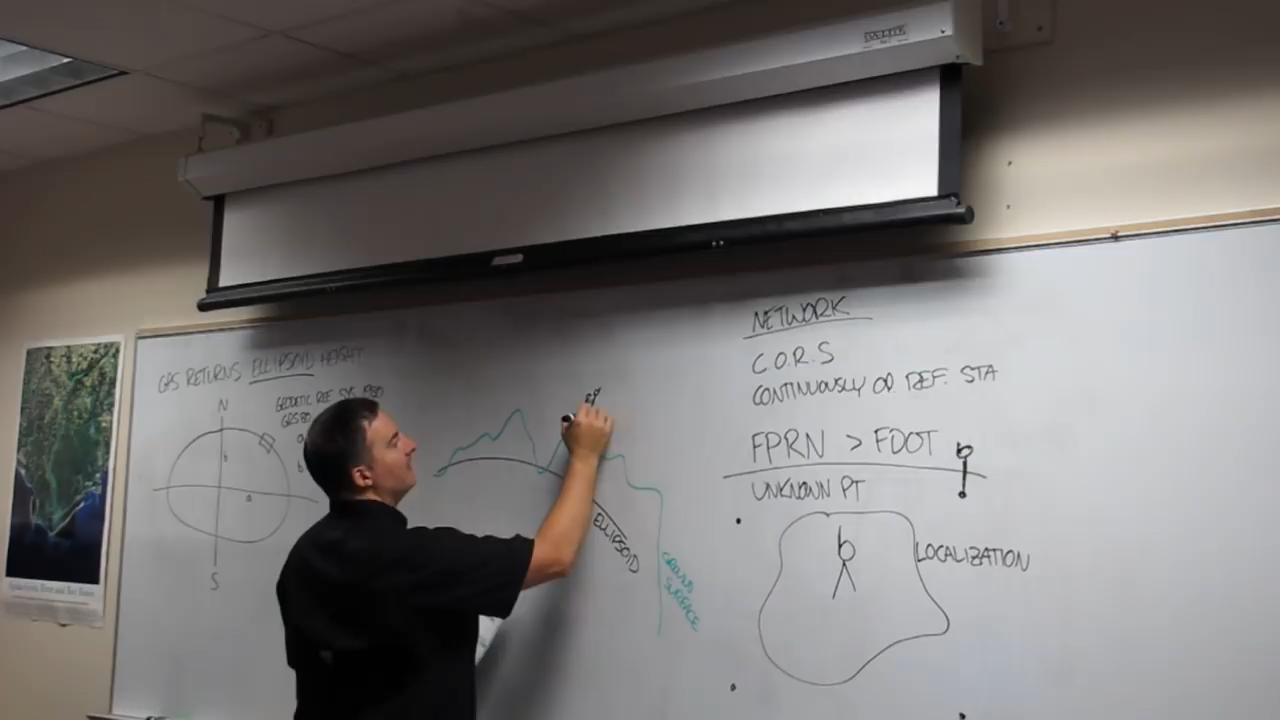 GPS RETURNS ELLIPSOID HEIGHT
N
GEODETIC REF. SYS 1980
GRS80
a
b
b
a
S
ELLIPSOID
GROUND
SURFACE
NETWORK
C.O.R.S
CONTINUOUSLY OP. REF. STA
FPRN > FDOT
UNKNOWN PT
LOCALIZATION